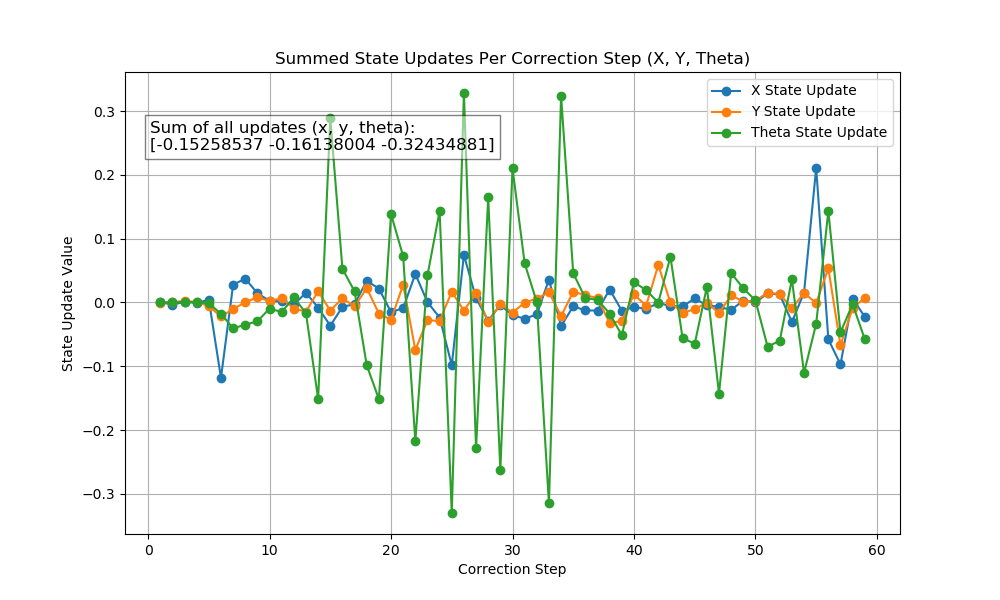 Summed State Updates Per Correction Step (X, Y, Theta)
X State Update
Y State Update
Theta State Update
Sum of all updates (x, y, theta):
[-0.15258537 -0.16138004 -0.32434881]
State Update Value
0.3
0.2
0.1
0.0
−0.1
−0.2
−0.3
0 10 20 30 40 50 60
Correction Step